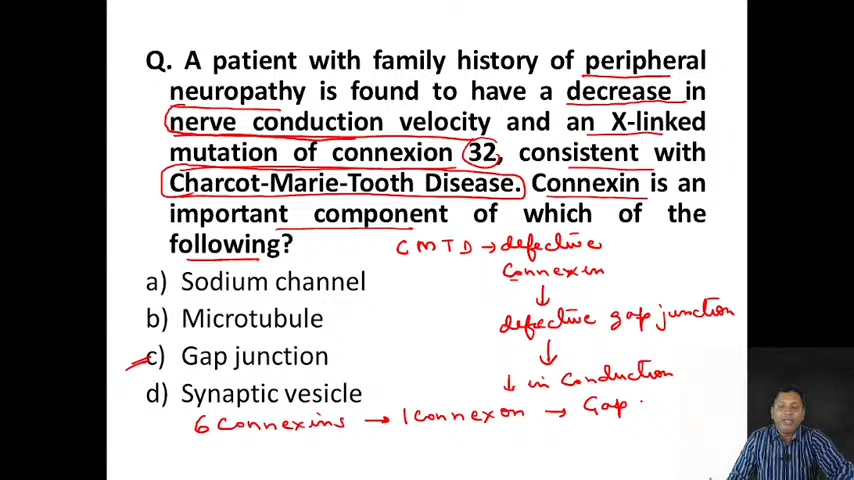 Q. A patient with family history of peripheral
neuropathy is found to have a decrease in
nerve conduction velocity and an X-linked
mutation of connexion 32, consistent with
Charcot-Marie-Tooth Disease. Connexin is an
important component of which of the
following?
CMTD → defective
Connexin
↓
defective gap junction
↓
↓ in conduction
a) Sodium channel
b) Microtubule
c) Gap junction
d) Synaptic vesicle
6 Connexins → 1 Connexon → Gap